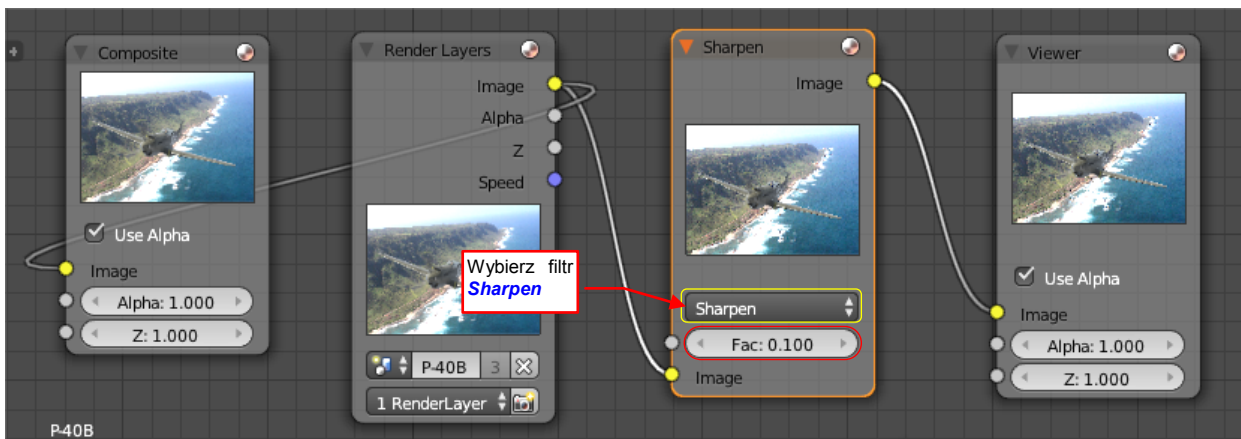 Composite
Use Alpha
Image
Alpha: 1.000
Z: 1.000
Render Layers
Image
Alpha
Z
Speed
P-40B 3
1 RenderLayer
Wybierz filtr
Sharpen
Sharpen
Image
Sharpen
Fac: 0.100
Image
Viewer
Use Alpha
Image
Alpha: 1.000
Z: 1.000
P-40B